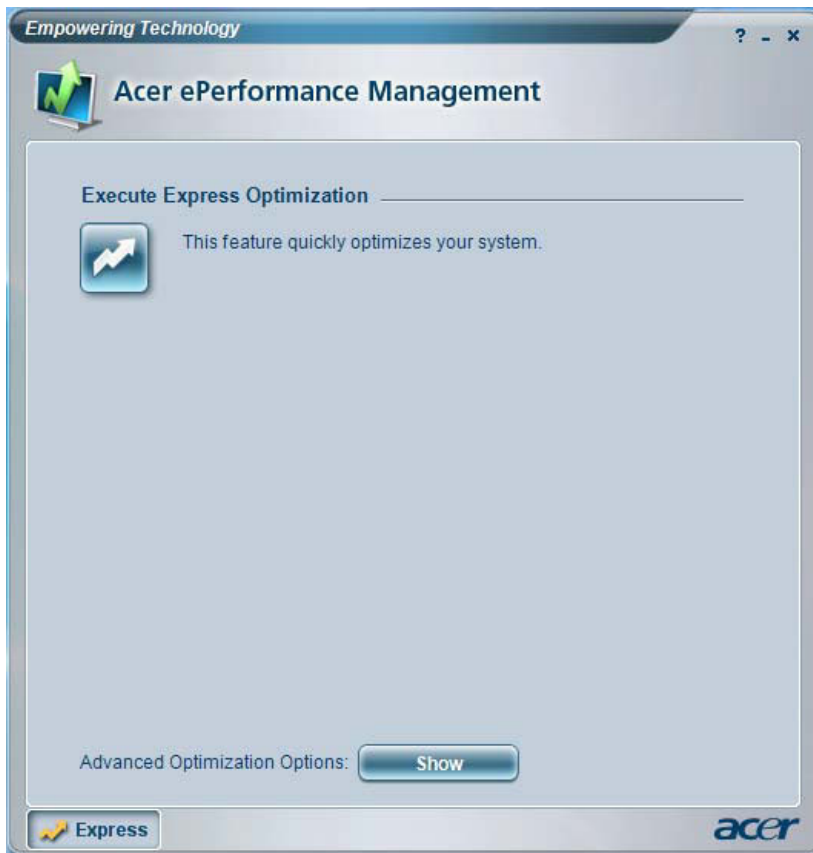 Empowering Technology
? - x
Acer ePerformance Management
Execute Express Optimization
This feature quickly optimizes your system.
Advanced Optimization Options: Show
Express
acer